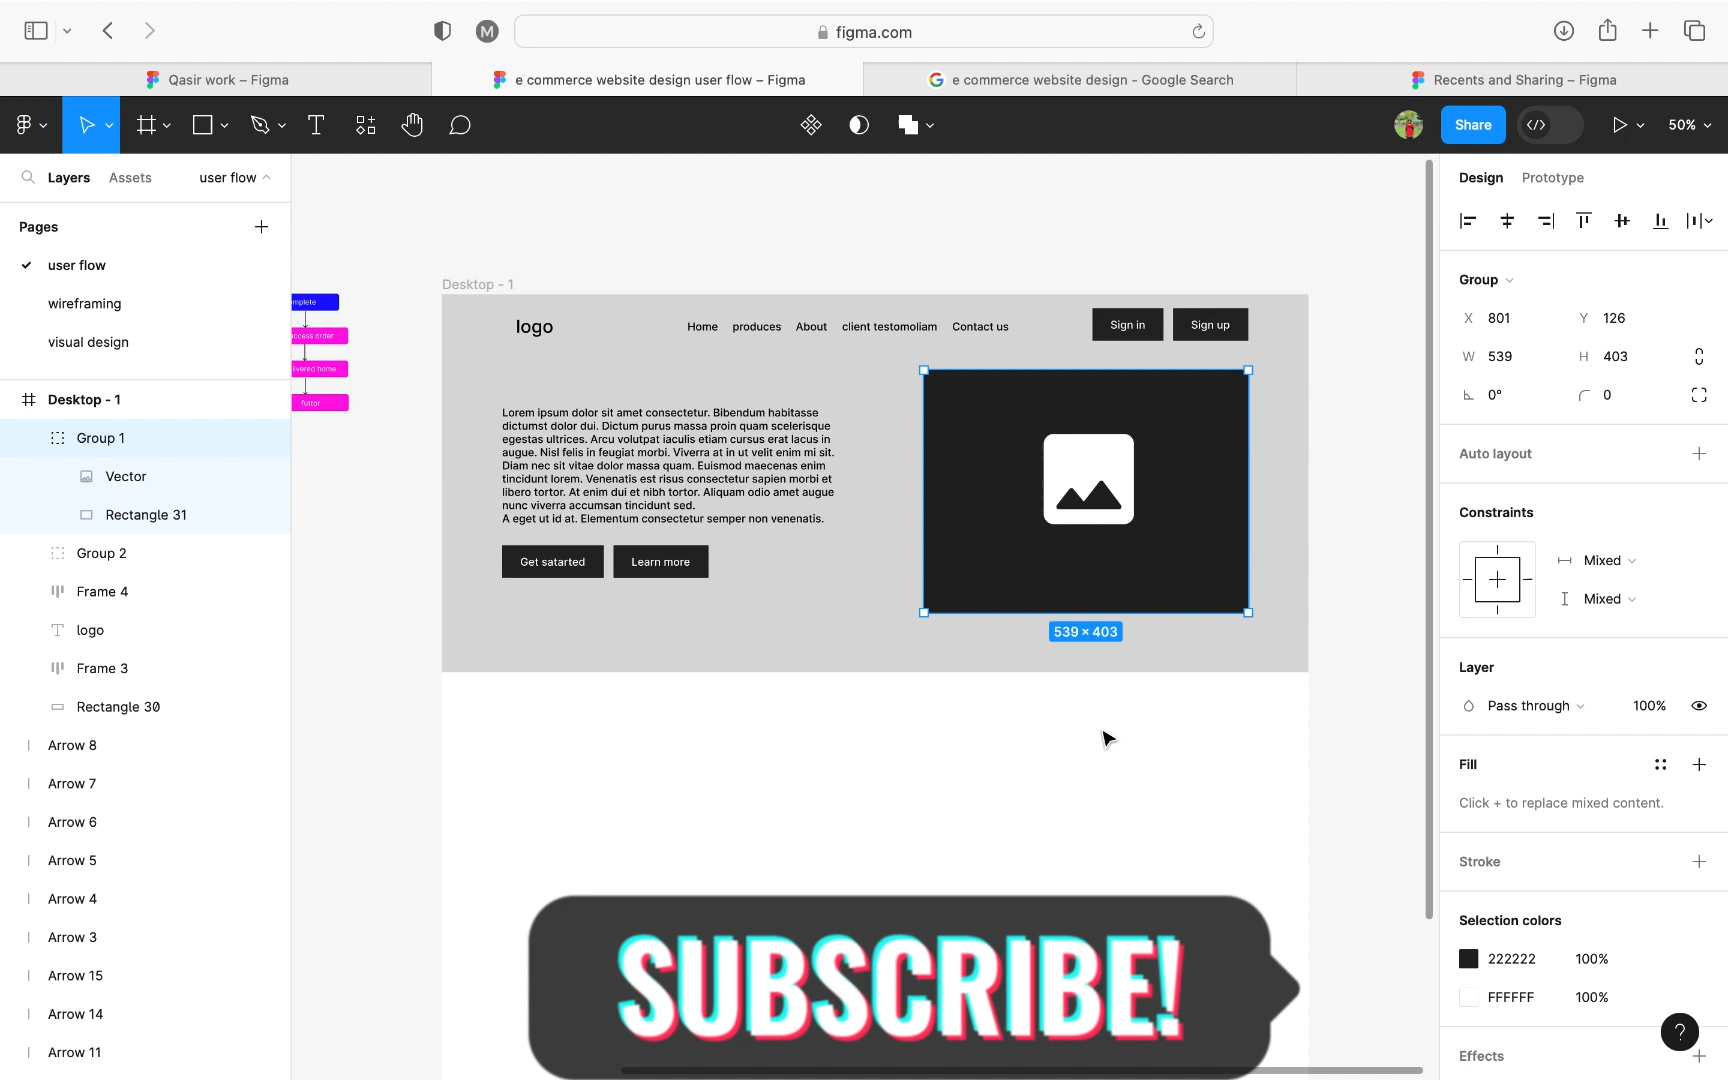 M
figma.com
Qasir work – Figma
e commerce website design user flow – Figma
e commerce website design - Google Search
Recents and Sharing – Figma
Share
50%
Layers
Assets
user flow
Pages
user flow
wireframing
visual design
Desktop - 1
Group 1
Vector
Rectangle 31
Group 2
Frame 4
logo
Frame 3
Rectangle 30
Arrow 8
Arrow 7
Arrow 6
Arrow 5
Arrow 4
Arrow 3
Arrow 15
Arrow 14
Arrow 11
mplete
ccess order
livered home
futtor
Desktop - 1
logo
Home
produces
About
client testomoliam
Contact us
Sign in
Sign up
Lorem ipsum dolor sit amet consectetur. Bibendum habitasse
dictumst dolor dui. Dictum purus massa proin quam scelerisque
egestas ultrices. Arcu volutpat iaculis etiam cursus erat lacus in
augue. Nisl felis in feugiat morbi. Viverra at in ut velit enim mi sit.
Diam nec sit vitae dolor massa quam. Euismod maecenas enim
tincidunt lorem. Venenatis est risus consectetur sapien morbi et
libero tortor. At enim dui et nibh tortor. Aliquam odio amet augue
nunc viverra accumsan tincidunt sed.
A eget ut id at. Elementum consectetur semper non venenatis.
Get satarted
Learn more
539 × 403
SUBSCRIBE!
Design
Prototype
Group
X 801
Y 126
W 539
H 403
0°
0
Auto layout
Constraints
Mixed
Mixed
Layer
Pass through
100%
Fill
Click + to replace mixed content.
Stroke
Selection colors
222222 100%
FFFFFF 100%
?
Effects